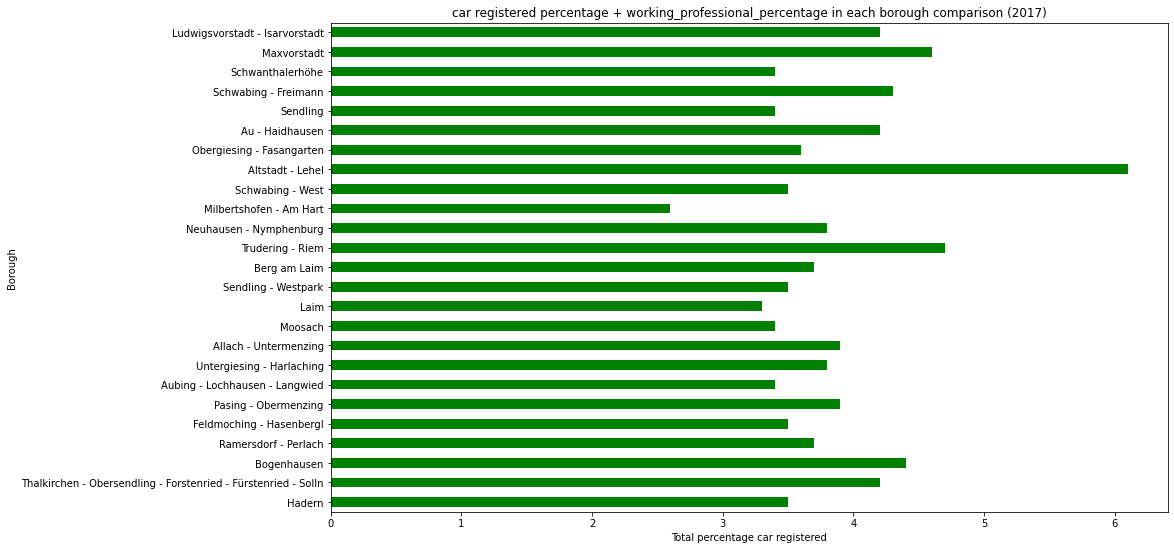 car registered percentage + working_professional_percentage in each borough comparison (2017)
Ludwigsvorstadt - Isarvorstadt
Maxvorstadt
Schwanthalerhöhe
Schwabing - Freimann
Sendling
Au - Haidhausen
Obergiesing - Fasangarten
Altstadt - Lehel
Schwabing - West
Milbertshofen - Am Hart
Neuhausen - Nymphenburg
Trudering - Riem
Berg am Laim
Sendling - Westpark
Laim
Moosach
Allach - Untermenzing
Untergiesing - Harlaching
Aubing - Lochhausen - Langwied
Pasing - Obermenzing
Feldmoching - Hasenbergl
Ramersdorf - Perlach
Bogenhausen
Thalkirchen - Obersendling - Forstenried - Fürstenried - Solln
Hadern
Borough
0 1 2 3 4 5 6
Total percentage car registered